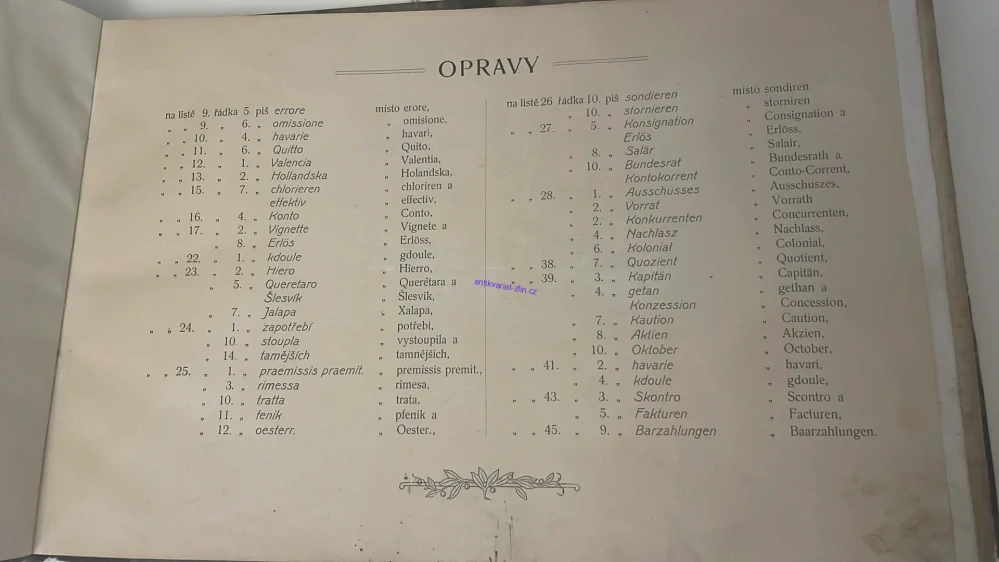 OPRAVY
na listě 9. řádka 5. piš errore místo erore,
„ „ 9. „ 6. „ omissione „ omisione.
„ „ 10. „ 4. „ havarie „ havari,
„ „ 11. „ 6. „ Quitto „ Quito,
„ „ 12. „ 1. „ Valencia „ Valentia,
„ „ 13. „ 2. „ Hollandska „ Holandska,
„ „ 15. „ 7. „ chlorieren „ chloriren a
effektiv „ effectiv,
„ „ 16. „ 4. „ Konto „ Conto,
„ „ 17. „ 2. „ Vignette „ Vignete a
„ 8. „ Erlös „ Erlöss,
„ „ 22. „ 1. „ kdoule „ gdoule,
„ „ 23. „ 2. „ Hiero „ Hierro,
„ 5. „ Queretaro „ Querétara a
Šlesvík „ Šlesvik,
„ 7. „ Jalapa „ Xalapa,
„ „ 24. „ 1. „ zapotřebí „ potřebí,
„ 10. „ stoupla „ vystoupila a
„ 14. „ tamějších „ tamnějších,
„ „ 25. „ 1. „ praemissis praemit. „ premissis premit.,
„ 3. „ rimessa „ rimesa,
„ 10. „ tratta „ trata,
„ 11. „ feník „ pfenik a
„ 12. „ oesterr. „ Oester.,
na listě 26 řádka 10. piš sondieren místo sondiren
„ 10. „ stornieren „ storniren
„ „ 27. „ 5. „ Konsignation „ Consignation a
Erlös „ Erlöss,
„ 8. „ Salär „ Salair,
„ 10. „ Bundesrat „ Bundesrath a
Kontokorrent „ Conto-Corrent,
„ „ 28. „ 1. „ Ausschusses „ Ausschuszes,
„ 2. „ Vorrat „ Vorrath
„ 2. „ Konkurrenten „ Concurrenten,
„ 4. „ Nachlasz „ Nachlass,
„ 6. „ Kolonial „ Colonial,
„ „ 38. „ 7. „ Quozient „ Quotient,
„ „ 39. „ 3. „ Kapitän „ Capitän,
„ 4. „ getan „ gethan a
Konzession „ Concession,
„ 7. „ Kaution „ Caution,
„ 8. „ Aktien „ Akzien,
„ 10. „ Oktober „ October,
„ „ 41. „ 2. „ havarie „ havari,
„ 4. „ kdoule „ gdoule,
„ „ 43. „ 3. „ Skontro „ Scontro a
„ 5. „ Fakturen „ Facturen,
„ „ 45. „ 9. „ Barzahlungen „ Baarzahlungen.
antikvariat-zlin.cz